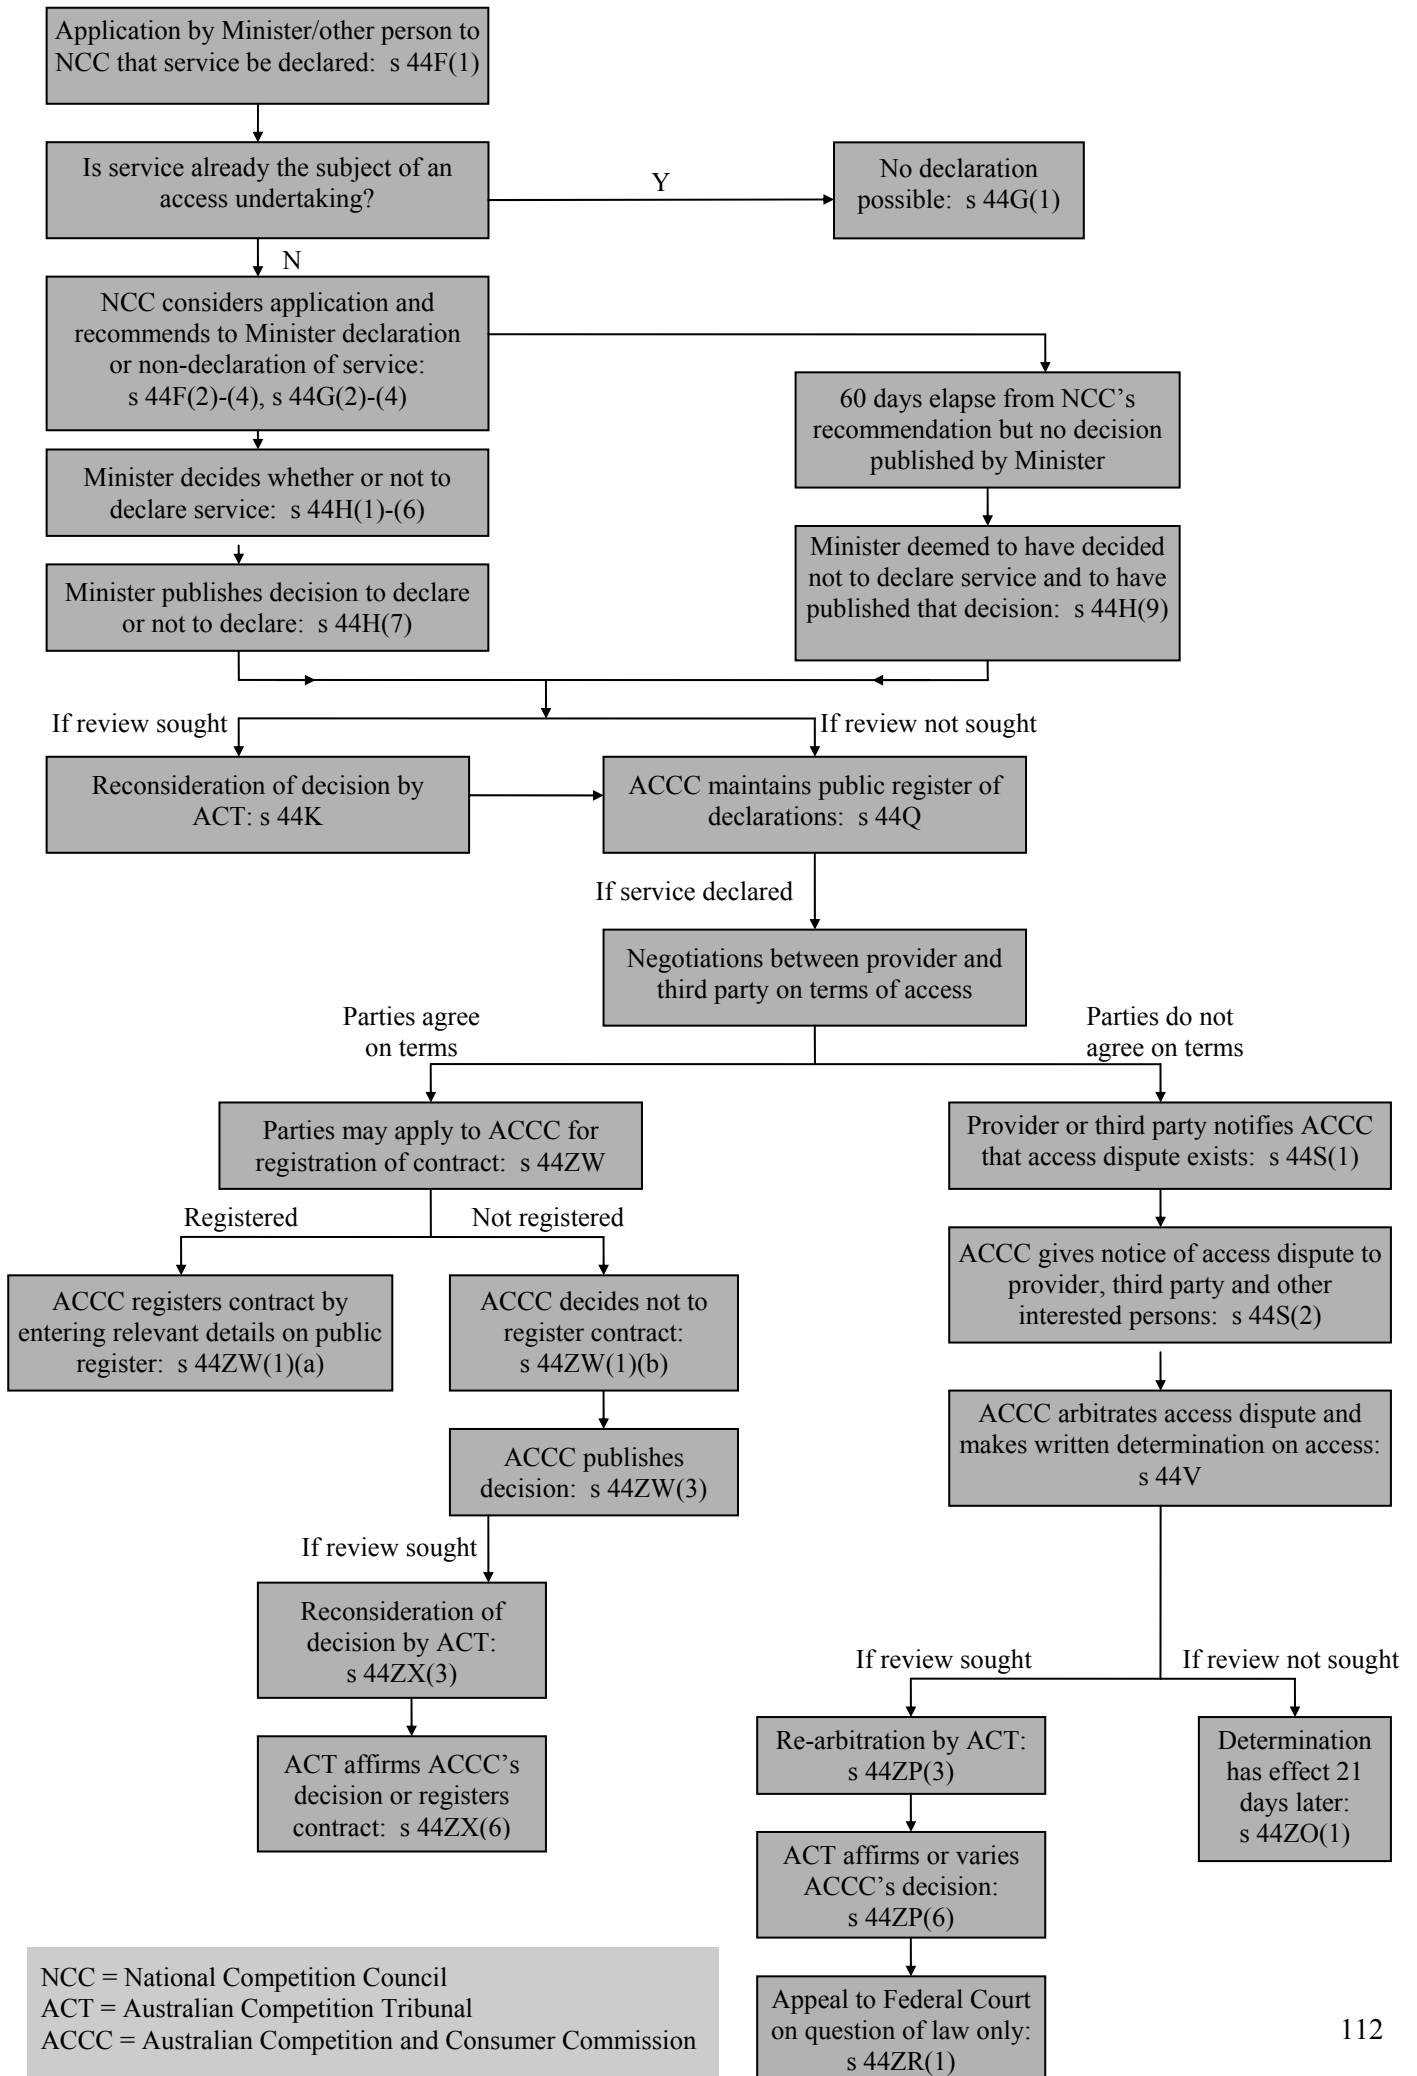 Application by Minister/other person to
NCC that service be declared:  s 44F(1)
Is service already the subject of an
access undertaking?
Y
No declaration
possible:  s 44G(1)
N
NCC considers application and
recommends to Minister declaration
or non-declaration of service:
s 44F(2)-(4), s 44G(2)-(4)
60 days elapse from NCC’s
recommendation but no decision
published by Minister
Minister decides whether or not to
declare service:  s 44H(1)-(6)
Minister deemed to have decided
not to declare service and to have
published that decision:  s 44H(9)
Minister publishes decision to declare
or not to declare:  s 44H(7)
If review sought
If review not sought
Reconsideration of decision by
ACT: s 44K
ACCC maintains public register of
declarations:  s 44Q
If service declared
Negotiations between provider and
third party on terms of access
Parties agree
on terms
Parties do not
agree on terms
Parties may apply to ACCC for
registration of contract:  s 44ZW
Provider or third party notifies ACCC
that access dispute exists:  s 44S(1)
Registered
Not registered
ACCC gives notice of access dispute to
provider, third party and other
interested persons:  s 44S(2)
ACCC registers contract by
entering relevant details on public
register:  s 44ZW(1)(a)
ACCC decides not to
register contract:
s 44ZW(1)(b)
ACCC arbitrates access dispute and
makes written determination on access:
s 44V
ACCC publishes
decision:  s 44ZW(3)
If review sought
Reconsideration of
decision by ACT:
s 44ZX(3)
If review sought
If review not sought
ACT affirms ACCC’s
decision or registers
contract:  s 44ZX(6)
Re-arbitration by ACT:
s 44ZP(3)
Determination
has effect 21
days later:
s 44ZO(1)
ACT affirms or varies
ACCC’s decision:
s 44ZP(6)
Appeal to Federal Court
on question of law only:
s 44ZR(1)
NCC = National Competition Council
ACT = Australian Competition Tribunal
ACCC = Australian Competition and Consumer Commission
112